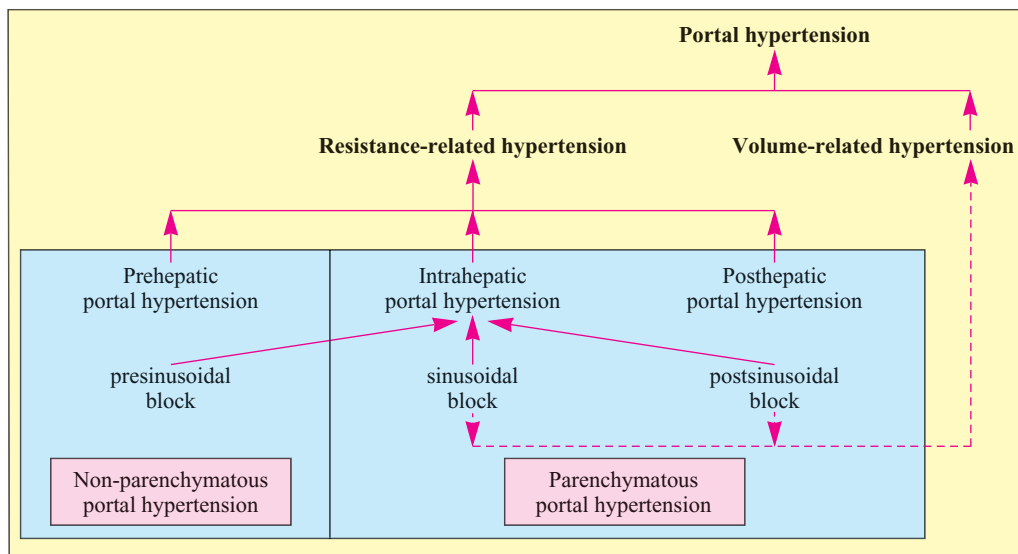 Portal hypertension
Resistance-related hypertension
Volume-related hypertension
Prehepatic
portal hypertension
Intrahepatic
portal hypertension
Posthepatic
portal hypertension
presinusoidal
block
sinusoidal
block
postsinusoidal
block
Non-parenchymatous
portal hypertension
Parenchymatous
portal hypertension